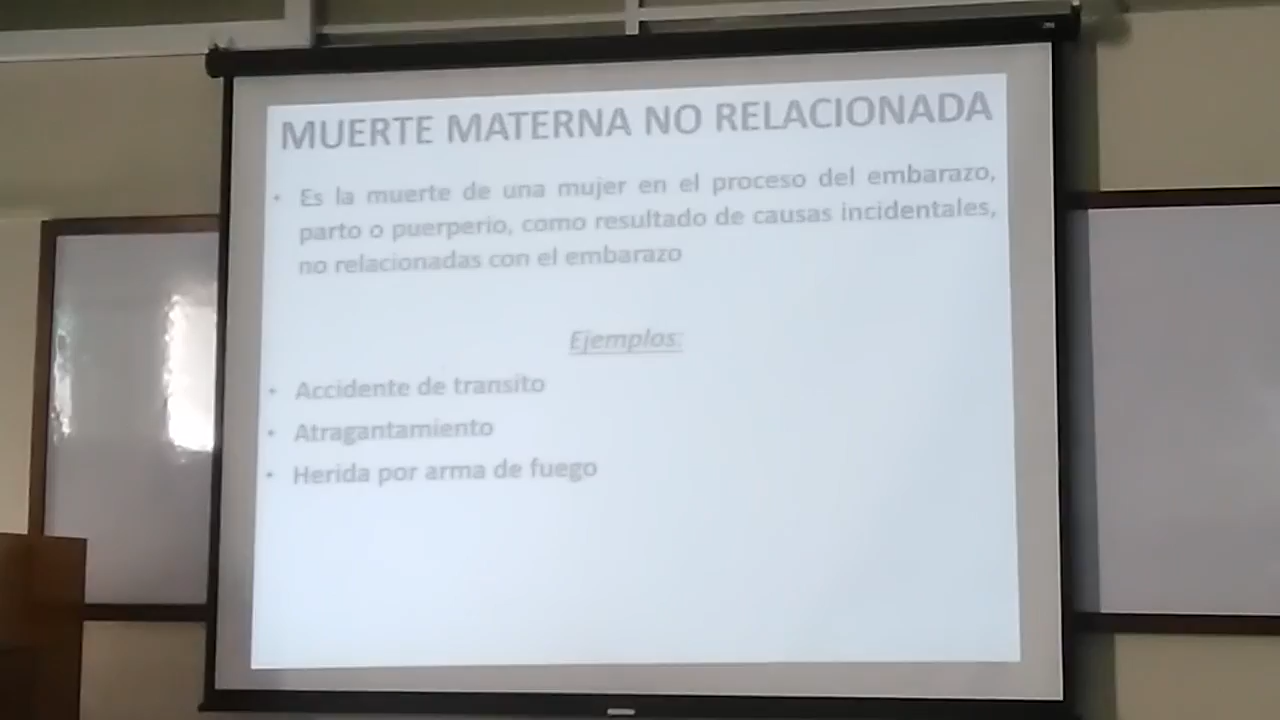 MUERTE MATERNA NO RELACIONADA
• Es la muerte de una mujer en el proceso del embarazo,
parto o puerperio, como resultado de causas incidentales,
no relacionadas con el embarazo
Ejemplos:
• Accidente de transito
• Atragantamiento
• Herida por arma de fuego